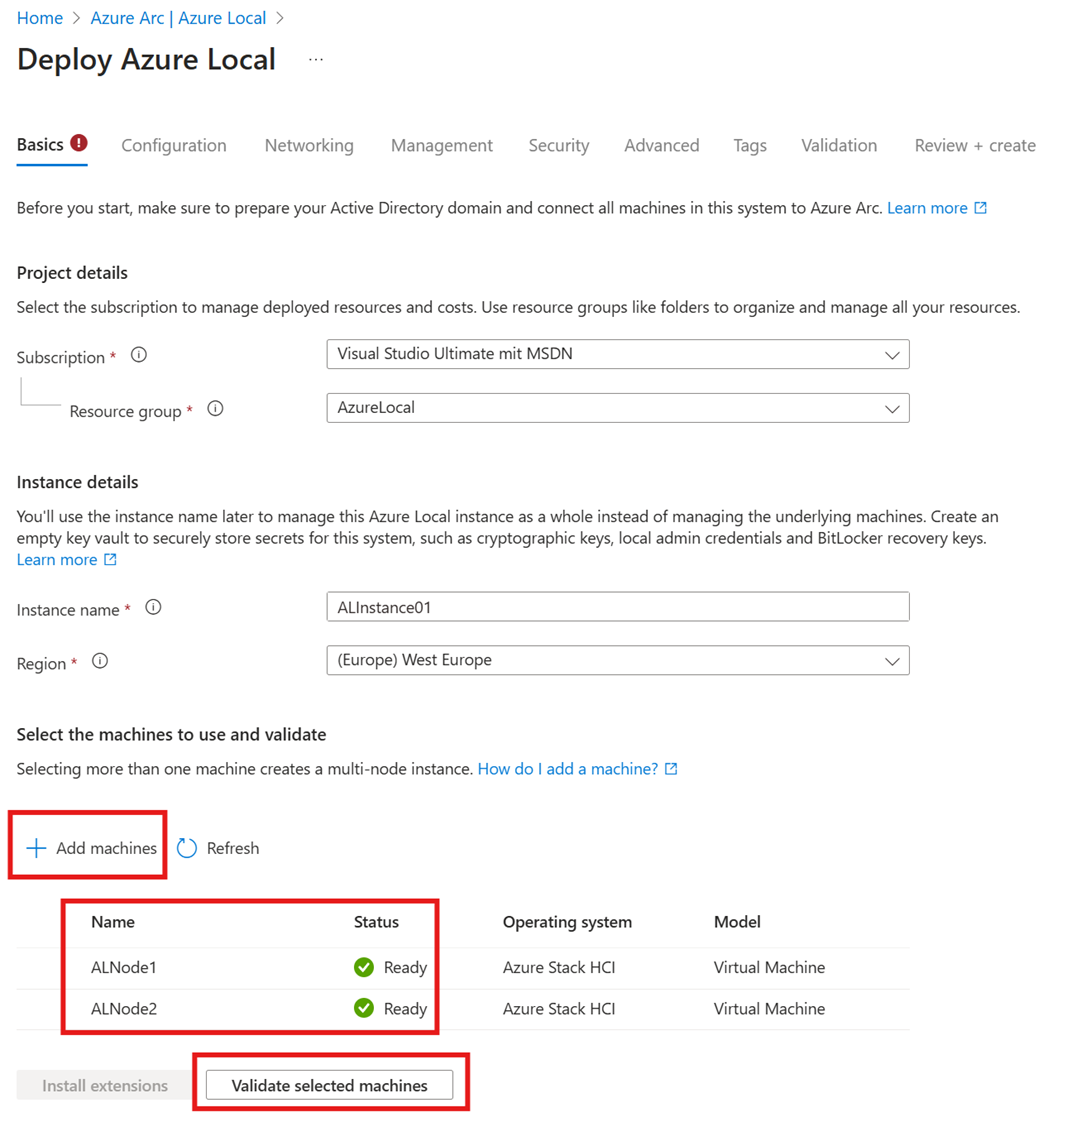 Home > Azure Arc | Azure Local >
Deploy Azure Local ...
Basics ! Configuration Networking Management Security Advanced Tags Validation Review + create
Before you start, make sure to prepare your Active Directory domain and connect all machines in this system to Azure Arc. Learn more
Project details
Select the subscription to manage deployed resources and costs. Use resource groups like folders to organize and manage all your resources.
Subscription * Visual Studio Ultimate mit MSDN
Resource group * AzureLocal
Instance details
You'll use the instance name later to manage this Azure Local instance as a whole instead of managing the underlying machines. Create an
empty key vault to securely store secrets for this system, such as cryptographic keys, local admin credentials and BitLocker recovery keys.
Learn more
Instance name * ALInstance01
Region * (Europe) West Europe
Select the machines to use and validate
Selecting more than one machine creates a multi-node instance. How do I add a machine?
+ Add machines Refresh
Name Status Operating system Model
ALNode1 Ready Azure Stack HCI Virtual Machine
ALNode2 Ready Azure Stack HCI Virtual Machine
Install extensions Validate selected machines